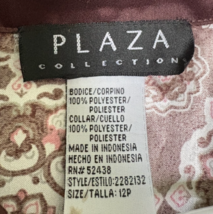 PLAZA
COLLECTION
BODICE/CORPINO
100% POLYESTER/
POLIESTER
COLLAR/CUELLO
100% POLYESTER/
POLIESTER
MADE IN INDONESIA
HECHO EN INDONESIA
RN# 52438
STYLE/ESTILO: 2282132
SIZE/TALLA: 12P